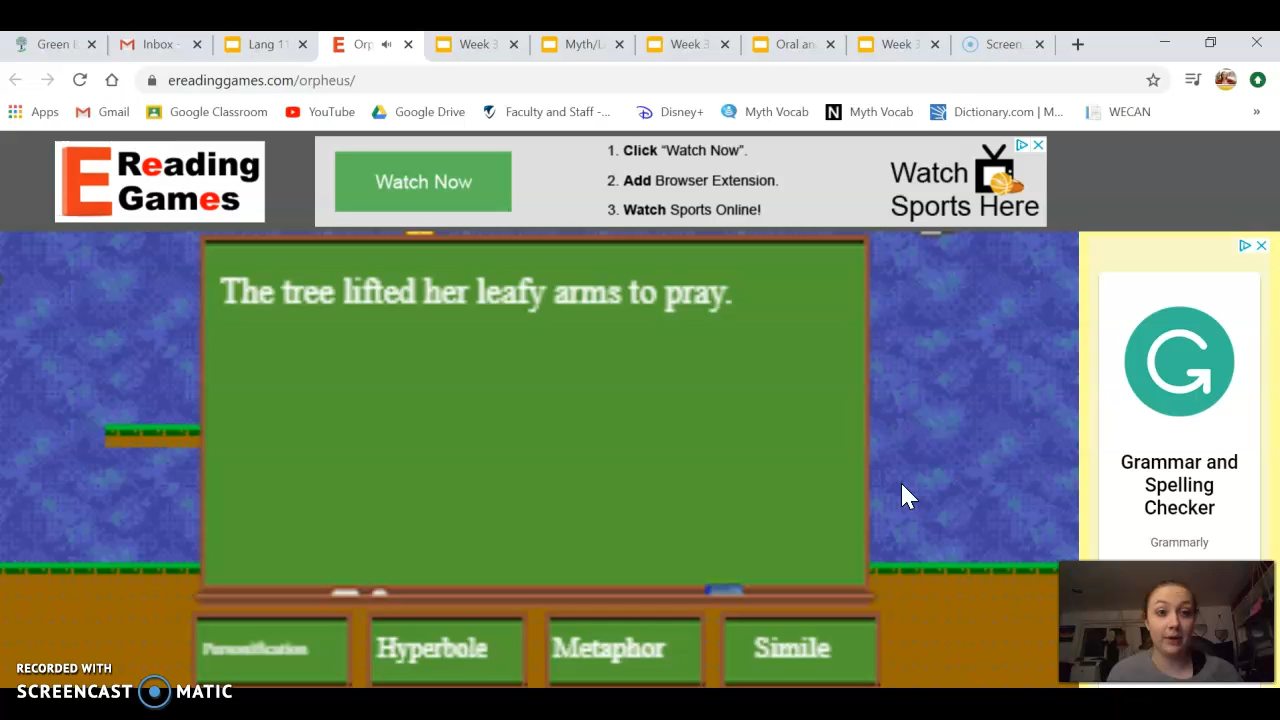 Green I
Inbox -
Lang 11
Orp
Week 3
Myth/L
Week 3
Oral an
Week 3
Screen
ereadinggames.com/orpheus/
Apps
Gmail
Google Classroom
YouTube
Google Drive
Faculty and Staff -...
Disney+
Myth Vocab
Myth Vocab
Dictionary.com | M...
WECAN
»
E Reading
Games
Watch Now
1. Click “Watch Now”.
2. Add Browser Extension.
3. Watch Sports Online!
Watch
Sports Here
The tree lifted her leafy arms to pray.
Personification
Hyperbole
Metaphor
Simile
G
Grammar and
Spelling
Checker
Grammarly
RECORDED WITH
SCREENCAST MATIC